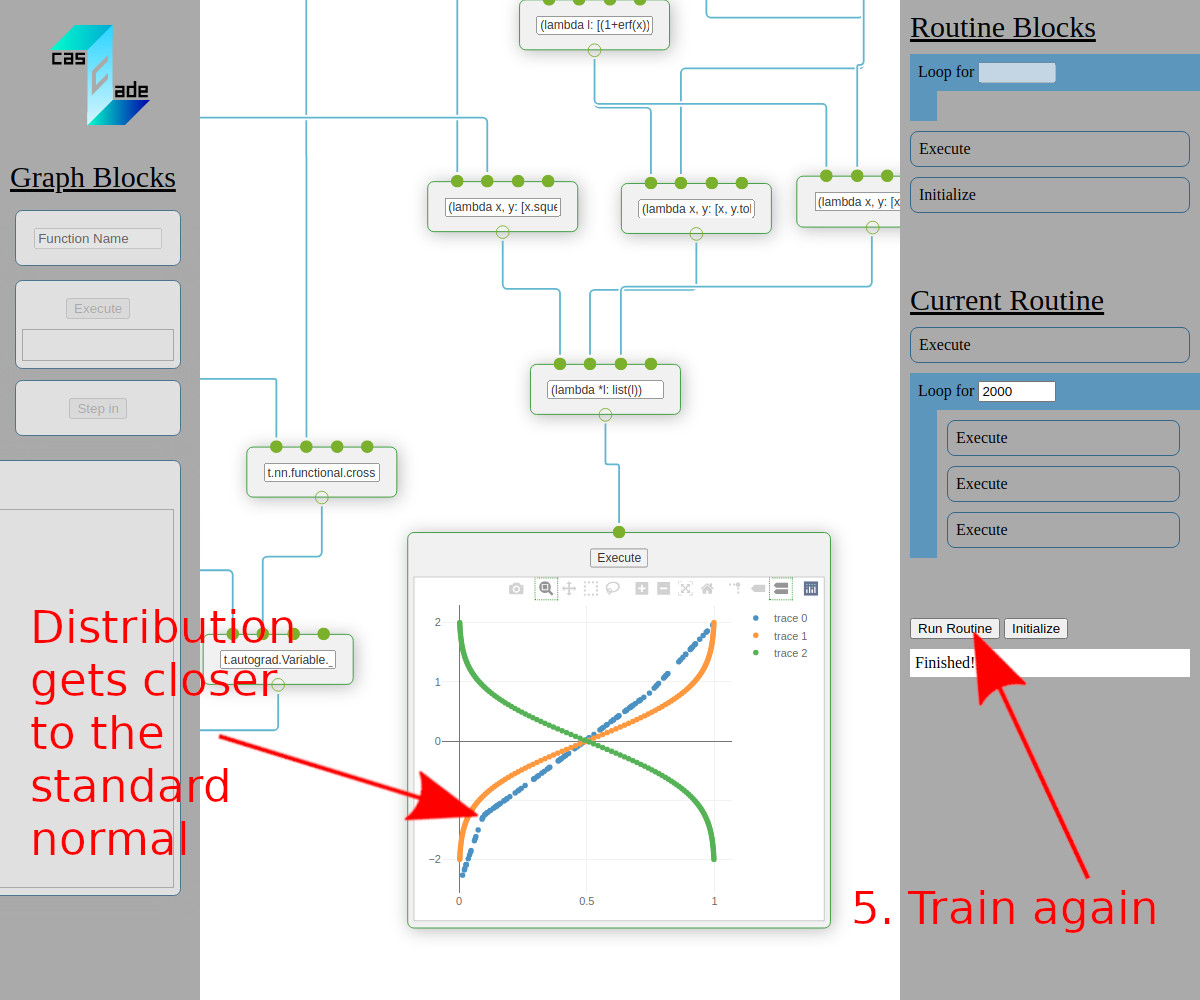 cas
ade
Graph Blocks
Function Name
Execute
Step in
(lambda l: [(1+erf(x))
(lambda x, y: [x.sque
(lambda x, y: [x, y.tol
(lambda x, y: [x
(lambda *l: list(l))
t.nn.functional.cross
t.autograd.Variable._
Execute
trace 0
trace 1
trace 2
2
1
0
−2
0
0.5
1
Distribution
gets closer
to the
standard
normal
Routine Blocks
Loop for
Execute
Initialize
Current Routine
Execute
Loop for 2000
Execute
Execute
Execute
Run Routine Initialize
Finished!
5. Train again